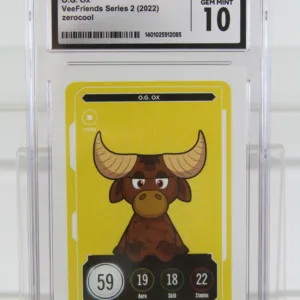 O.G. OX
VeeFriends Series 2 (2022)
zerocool
GEM MINT
10
1401025912085
O.G. OX
59
19
18
22
Aura
Skill
Stamina